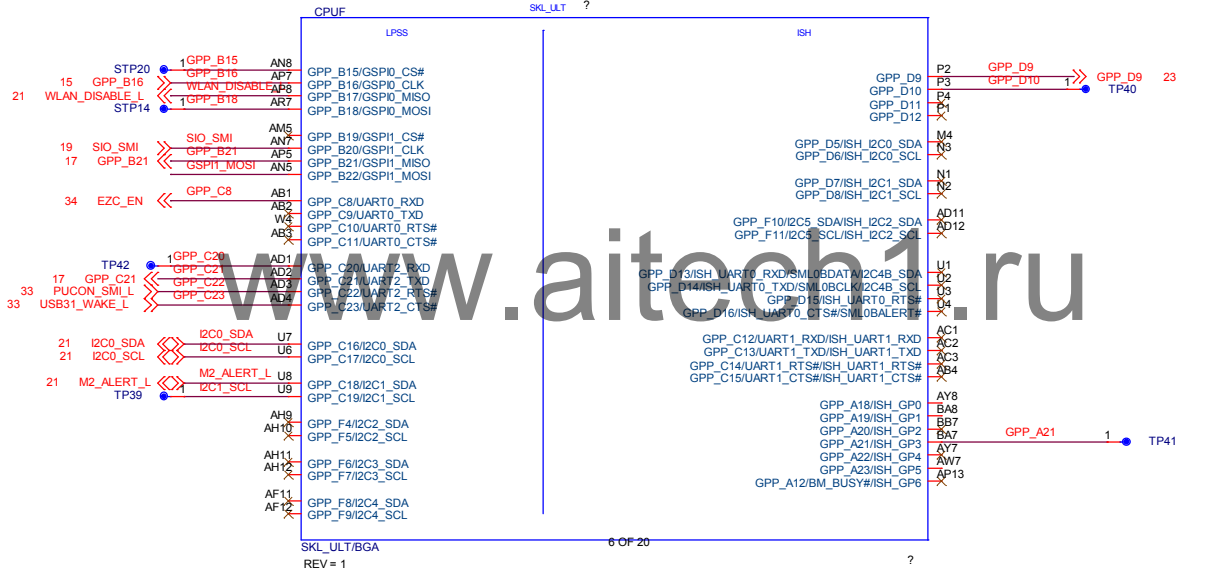 CPUF
SKL_ULT ?
LPSS
ISH
STP20 1 GPP_B15 AN8 GPP_B15/GSPI0_CS#
15 GPP_B16 GPP_B16 AP7 GPP_B16/GSPI0_CLK
21 WLAN_DISABLE_L WLAN_DISABLE_L AP8 GPP_B17/GSPI0_MISO
STP14 1 GPP_B18 AR7 GPP_B18/GSPI0_MOSI
AM5 GPP_B19/GSPI1_CS#
19 SIO_SMI SIO_SMI AN7 GPP_B20/GSPI1_CLK
17 GPP_B21 GPP_B21 AP5 GPP_B21/GSPI1_MISO
GSPI1_MOSI AN5 GPP_B22/GSPI1_MOSI
34 EZC_EN GPP_C8 AB1 GPP_C8/UART0_RXD
AB2 GPP_C9/UART0_TXD
W4 GPP_C10/UART0_RTS#
AB3 GPP_C11/UART0_CTS#
TP42 1 GPP_C20 AD1 GPP_C20/UART2_RXD
17 GPP_C21 GPP_C21 AD2 GPP_C21/UART2_TXD
33 PUCON_SMI_L GPP_C22 AD3 GPP_C22/UART2_RTS#
33 USB31_WAKE_L GPP_C23 AD4 GPP_C23/UART2_CTS#
21 I2C0_SDA I2C0_SDA U7 GPP_C16/I2C0_SDA
21 I2C0_SCL I2C0_SCL U6 GPP_C17/I2C0_SCL
21 M2_ALERT_L M2_ALERT_L U8 GPP_C18/I2C1_SDA
TP39 1 I2C1_SCL U9 GPP_C19/I2C1_SCL
AH9 GPP_F4/I2C2_SDA
AH10 GPP_F5/I2C2_SCL
AH11 GPP_F6/I2C3_SDA
AH12 GPP_F7/I2C3_SCL
AF11 GPP_F8/I2C4_SDA
AF12 GPP_F9/I2C4_SCL
GPP_D9 P2 GPP_D9 GPP_D9 23
GPP_D10 P3 GPP_D10 1 TP40
GPP_D11 P4
GPP_D12 P1
GPP_D5/ISH_I2C0_SDA M4
GPP_D6/ISH_I2C0_SCL N3
GPP_D7/ISH_I2C1_SDA N1
GPP_D8/ISH_I2C1_SCL N2
GPP_F10/I2C5_SDA/ISH_I2C2_SDA AD11
GPP_F11/I2C5_SCL/ISH_I2C2_SCL AD12
GPP_D13/ISH_UART0_RXD/SML0BDATA/I2C4B_SDA U1
GPP_D14/ISH_UART0_TXD/SML0BCLK/I2C4B_SCL U2
GPP_D15/ISH_UART0_RTS# U3
GPP_D16/ISH_UART0_CTS#/SML0BALERT# U4
GPP_C12/UART1_RXD/ISH_UART1_RXD AC1
GPP_C13/UART1_TXD/ISH_UART1_TXD AC2
GPP_C14/UART1_RTS#/ISH_UART1_RTS# AC3
GPP_C15/UART1_CTS#/ISH_UART1_CTS# AB4
GPP_A18/ISH_GP0 AY8
GPP_A19/ISH_GP1 BA8
GPP_A20/ISH_GP2 BB7
GPP_A21/ISH_GP3 BA7 GPP_A21 1 TP41
GPP_A22/ISH_GP4 AY7
GPP_A23/ISH_GP5 AW7
GPP_A12/BM_BUSY#/ISH_GP6 AP13
www.aitech1.ru
SKL_ULT/BGA
6 OF 20
REV = 1
?